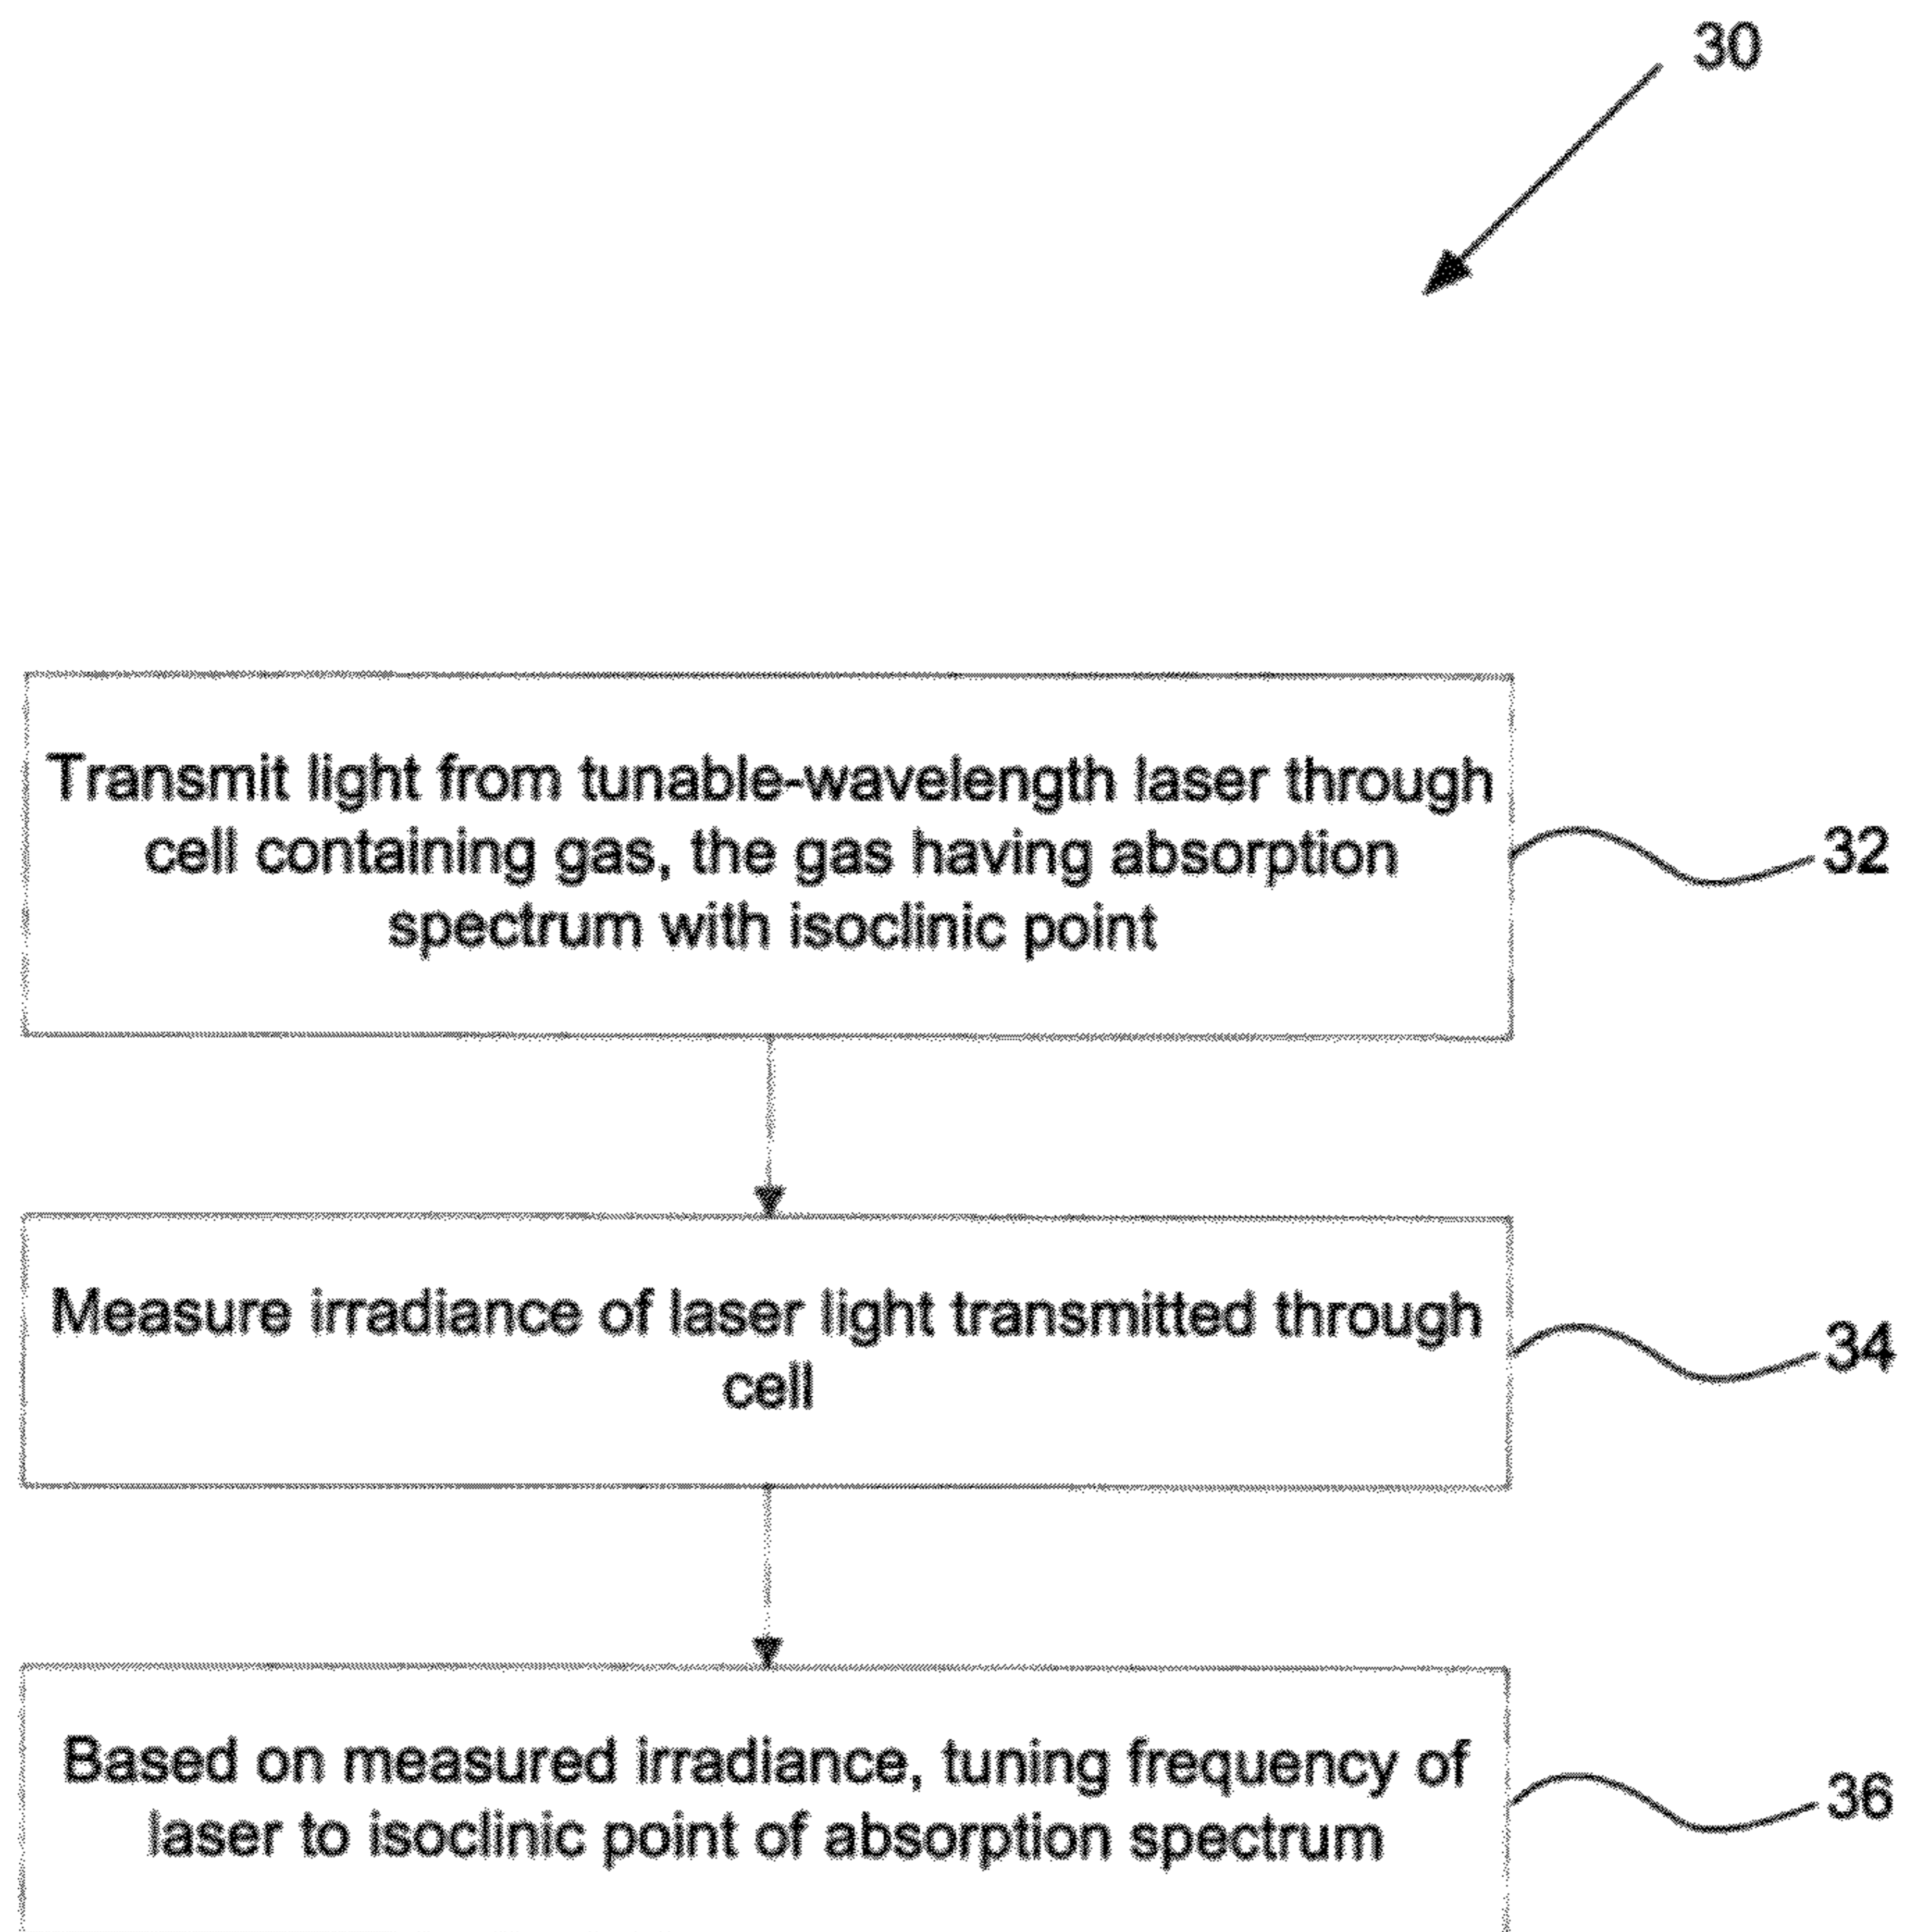 30
Transmit light from tunable-wavelength laser through
cell containing gas, the gas having absorption
spectrum with isoclinic point
32
Measure irradiance of laser light transmitted through
cell
34
Based on measured irradiance, tuning frequency of
laser to isoclinic point of absorption spectrum
36